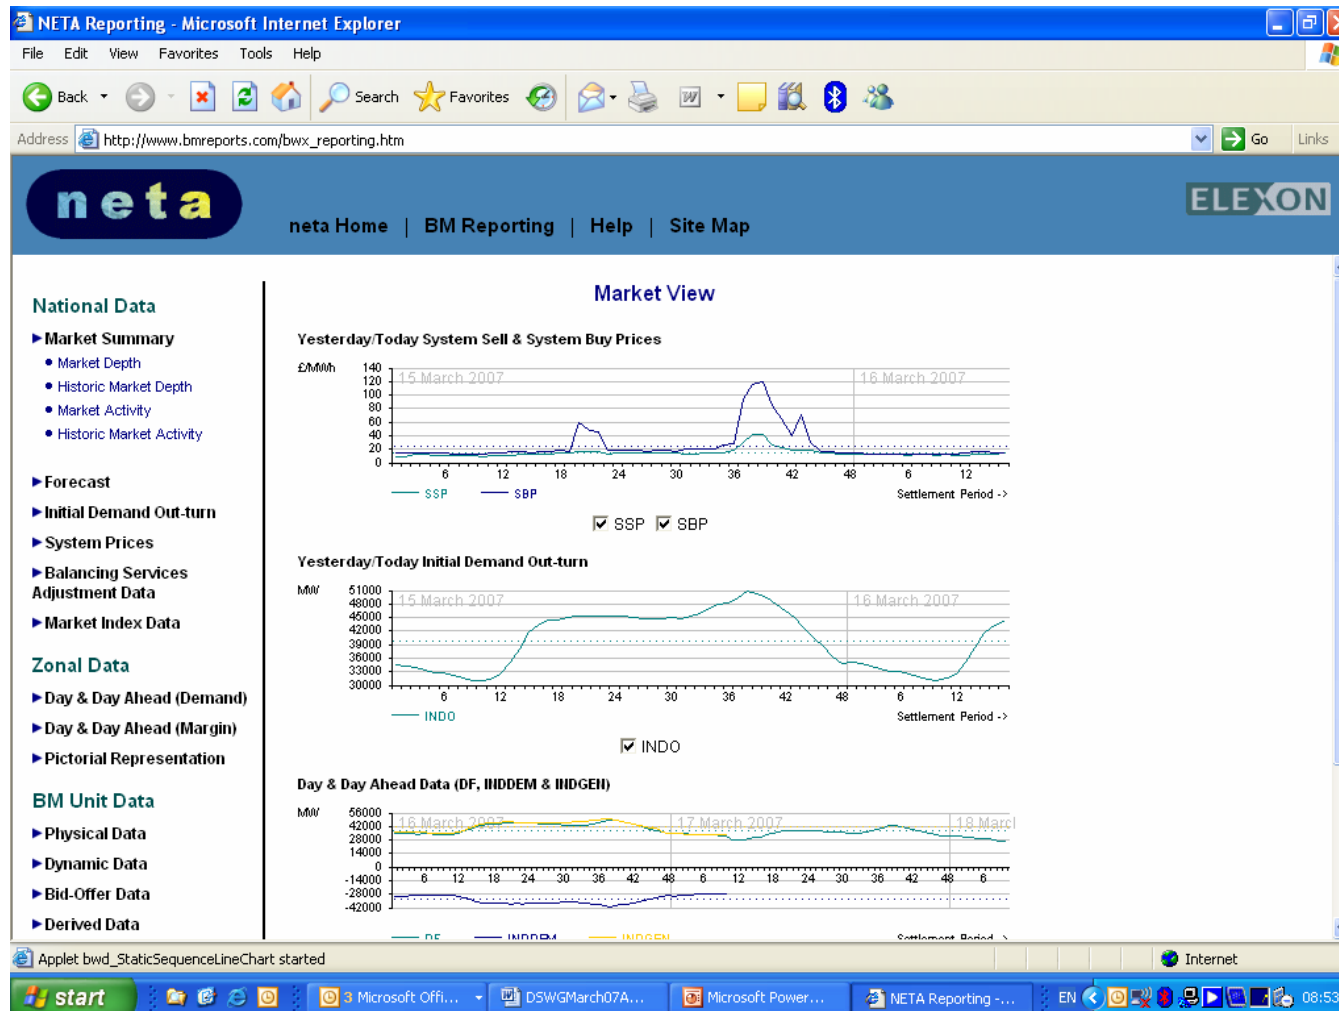 NETA Reporting - Microsoft Internet Explorer
File Edit View Favorites Tools Help
Back Search Favorites
Address http://www.bmreports.com/bwx_reporting.htm Go Links
neta
ELEXON
neta Home | BM Reporting | Help | Site Map
National Data
Market Summary
Market Depth
Historic Market Depth
Market Activity
Historic Market Activity
Forecast
Initial Demand Out-turn
System Prices
Balancing Services
Adjustment Data
Market Index Data
Zonal Data
Day & Day Ahead (Demand)
Day & Day Ahead (Margin)
Pictorial Representation
BM Unit Data
Physical Data
Dynamic Data
Bid-Offer Data
Derived Data
Market View
Yesterday/Today System Sell & System Buy Prices
£/MWh
140
120
100
80
60
40
20
0
15 March 2007 16 March 2007
6 12 18 24 30 36 42 48 6 12
SSP SBP Settlement Period ->
SSP SBP
Yesterday/Today Initial Demand Out-turn
MW
51000
48000
45000
42000
39000
36000
33000
30000
15 March 2007 16 March 2007
6 12 18 24 30 36 42 48 6 12
INDO Settlement Period ->
INDO
Day & Day Ahead Data (DF, INDDEM & INDGEN)
MW
56000
42000
28000
14000
0
-14000
-28000
-42000
16 March 2007 17 March 2007 18 Marcl
6 12 18 24 30 36 42 48 6 12 18 24 30 36 42 48 6
DF INDDEM INDGEN Settlement Period ->
Applet bwd_StaticSequenceLineChart started Internet
start 3 Microsoft Offi... DSWGMarch07A... Microsoft Power... NETA Reporting -... EN 08:53